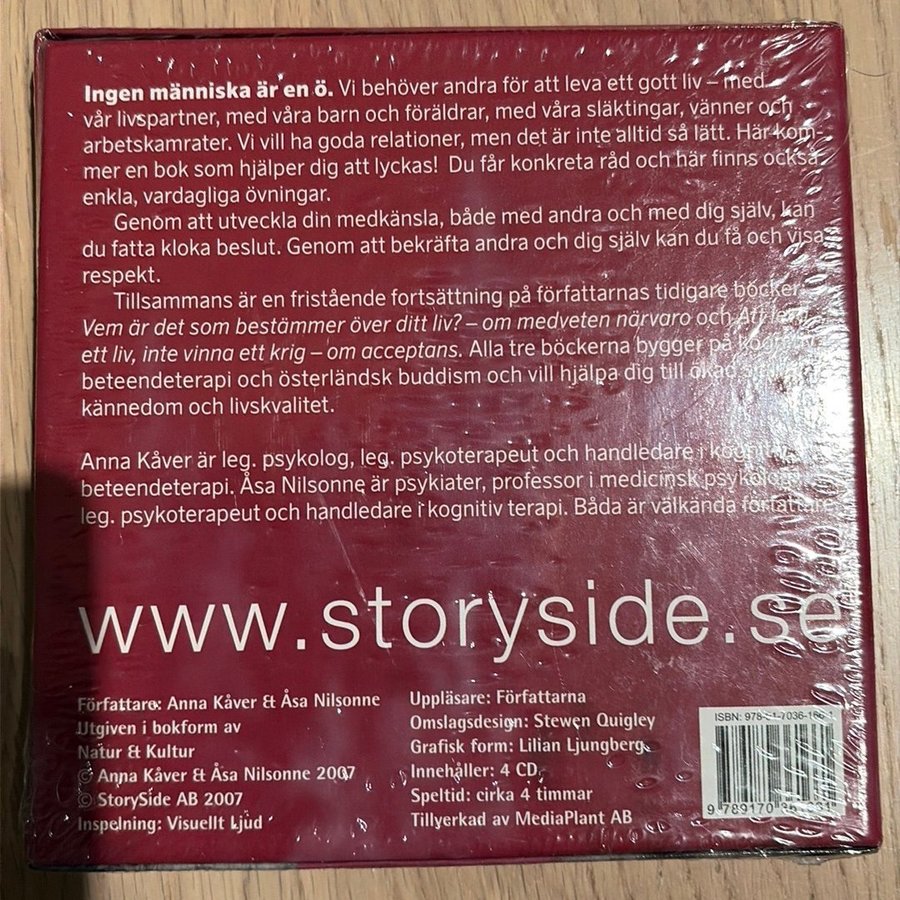 Ingen människa är en ö. Vi behöver andra för att leva ett gott liv – med
vår livspartner, med våra barn och föräldrar, med våra släktingar, vänner och
arbetskamrater. Vi vill ha goda relationer, men det är inte alltid så lätt. Här kom-
mer en bok som hjälper dig att lyckas! Du får konkreta råd och här finns också
enkla, vardagliga övningar.
Genom att utveckla din medkänsla, både med andra och med dig själv, kan
du fatta kloka beslut. Genom att bekräfta andra och dig själv kan du få och visa
respekt.
Tillsammans är en fristående fortsättning på författarnas tidigare böcker
Vem är det som bestämmer över ditt liv? – om medveten närvaro och Att leva
ett liv, inte vinna ett krig – om acceptans. Alla tre böckerna bygger på
beteendeterapi och österländsk buddism och vill hjälpa dig till ökad
kännedom och livskvalitet.
Anna Kåver är leg. psykolog, leg. psykoterapeut och handledare i kognitiv
beteendeterapi. Åsa Nilsonne är psykiater, professor i medicinsk psykologi,
leg. psykoterapeut och handledare i kognitiv terapi. Båda är välkända författare
www.storyside.se
Författare: Anna Kåver & Åsa Nilsonne
Utgiven i bokform av
Natur & Kultur
© Anna Kåver & Åsa Nilsonne 2007
© StorySide AB 2007
Inspelning: Visuellt Ljud
Uppläsare: Författarna
Omslagsdesign: Stewen Quigley
Grafisk form: Lilian Ljungberg
Innehåller: 4 CD
Speltid: cirka 4 timmar
Tillyerkad av MediaPlant AB
ISBN: